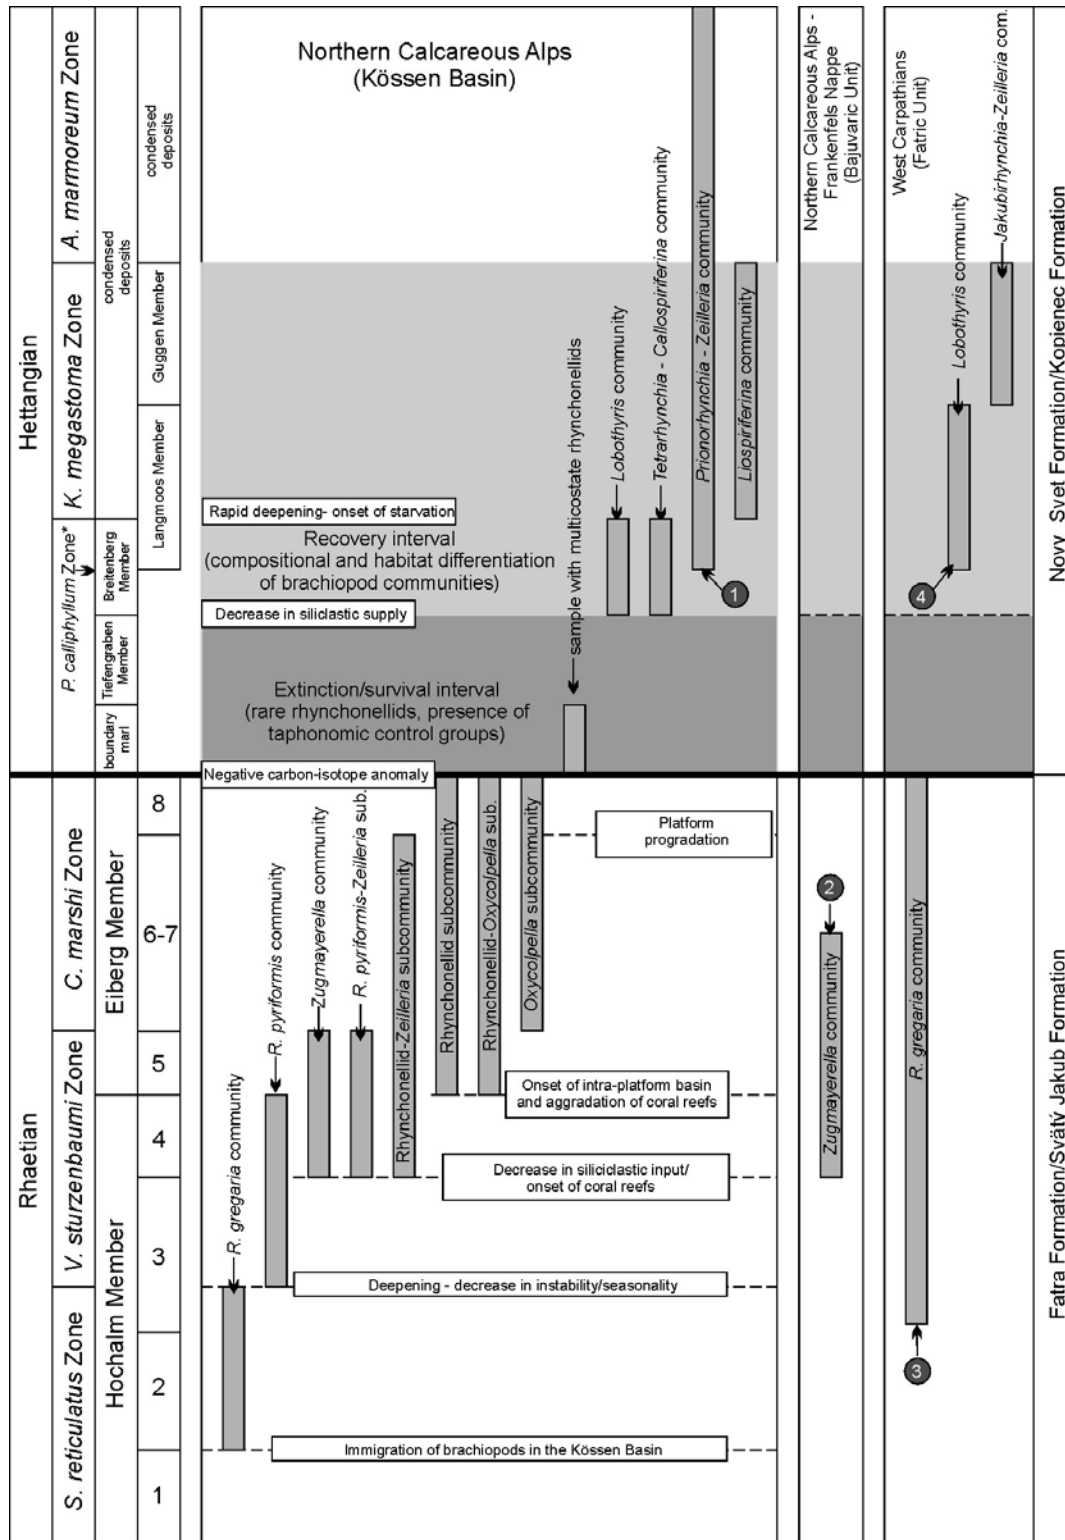 Hettangian
Rhaetian
A. marmoreum Zone
K. megastoma Zone
P. calliphyllum Zone*
C. marshi Zone
V. sturzenbaumi Zone
S. reticulatus Zone
condensed
deposits
condensed
deposits
Guggen Member
Langmoos Member
Breitenberg
Member
Tiefengraben
Member
boundary
marl
Eiberg Member
Hochalm Member
8
6-7
5
4
3
2
1
Northern Calcareous Alps
(Kössen Basin)
Rapid deepening- onset of starvation
Recovery interval
(compositional and habitat differentiation
of brachiopod communities)
Decrease in siliclastic supply
Extinction/survival interval
(rare rhynchonellids, presence of
taphonomic control groups)
Negative carbon-isotope anomaly
sample with multicostate rhynchonellids
Lobothyris community
Tetrarhynchia - Callospiriferina community
Prionorhynchia - Zeilleria community
Liospiriferina community
1
Platform
progradation
R. gregaria community
R. pyriformis community
Zugmayerella community
R. pyriformis-Zeilleria sub.
Rhynchonellid-Zeilleria subcommunity
Rhynchonellid subcommunity
Rhynchonellid-Oxycolpella sub.
Oxycolpella subcommunity
Onset of intra-platform basin
and aggradation of coral reefs
Decrease in siliciclastic input/
onset of coral reefs
Deepening - decrease in instability/seasonality
Immigration of brachiopods in the Kössen Basin
Northern Calcareous Alps -
Frankenfels Nappe
(Bajuvaric Unit)
2
Zugmayerella community
West Carpathians
(Fatric Unit)
Lobothyris community
Jakubirhynchia-Zeilleria com.
4
R. gregaria community
3
Novy Svet Formation/Kopienec Formation
Fatra Formation/Svätý Jakub Formation